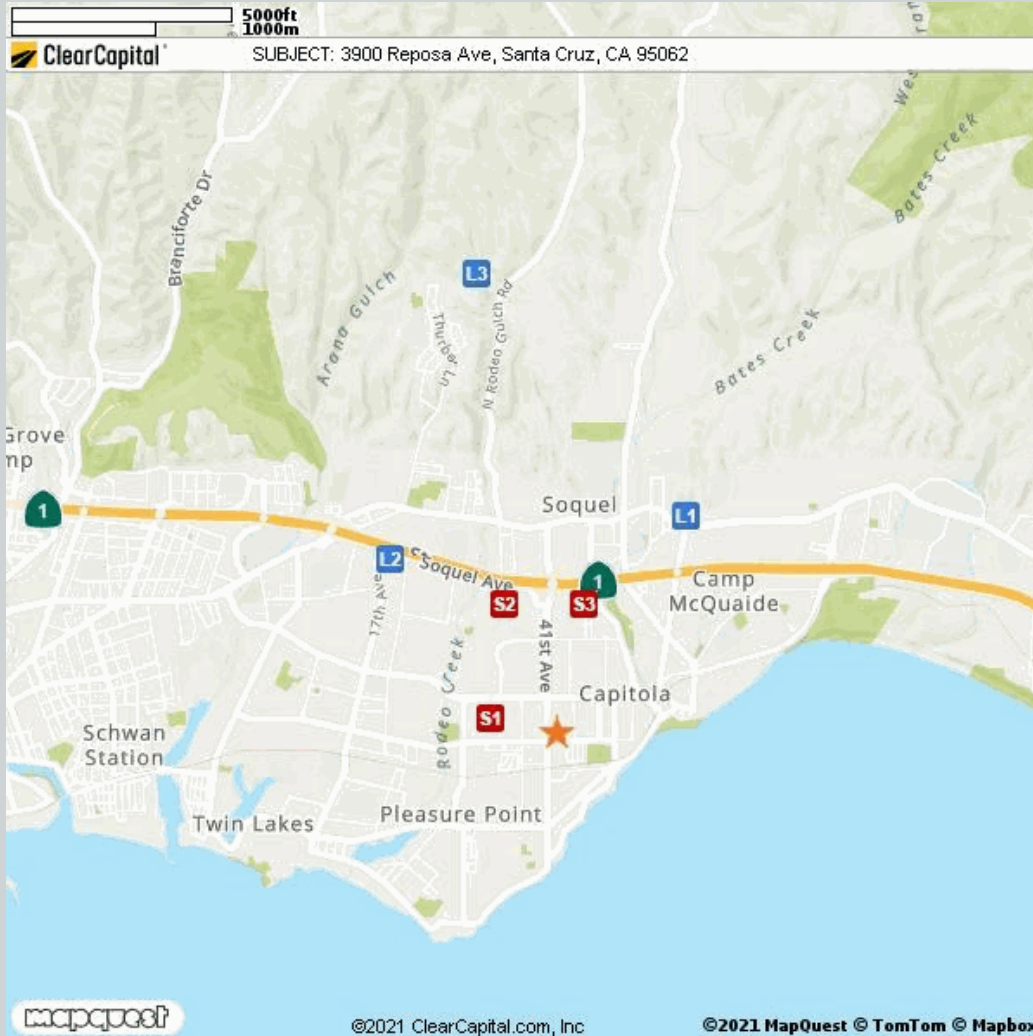 5000ft
1000m
ClearCapital
SUBJECT: 3900 Reposa Ave, Santa Cruz, CA 95062
Wes
Bates Creek
Branciforte Dr
L3
Arana Gulch
Thurber Ln
N Rodeo Gulch Rd
Bates Creek
Grove
mp
1
Soquel
L1
L2
S Soquel Ave
1
Camp
McQuaide
17th Ave
S2
S3
41st Ave
Rodeo Creek
Capitola
S1
Schwan
Station
Pleasure Point
Twin Lakes
mapquest
©2021 ClearCapital.com, Inc
©2021 MapQuest © TomTom © Mapbox